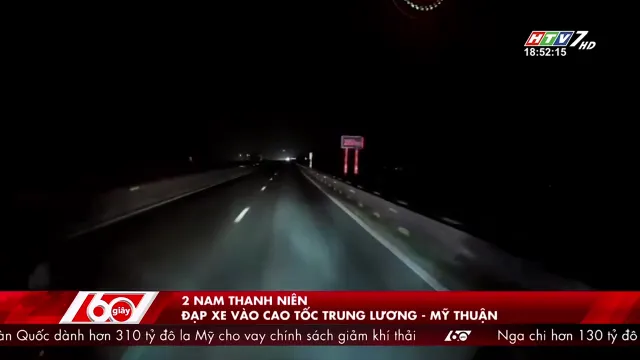 HTV7 HD
18:52:15
60 giây
2 NAM THANH NIÊN
ĐẠP XE VÀO CAO TỐC TRUNG LƯƠNG - MỸ THUẬN
àn Quốc dành hơn 310 tỷ đô la Mỹ cho vay chính sách giảm khí thải 60 Nga chi hơn 130 tỷ đô